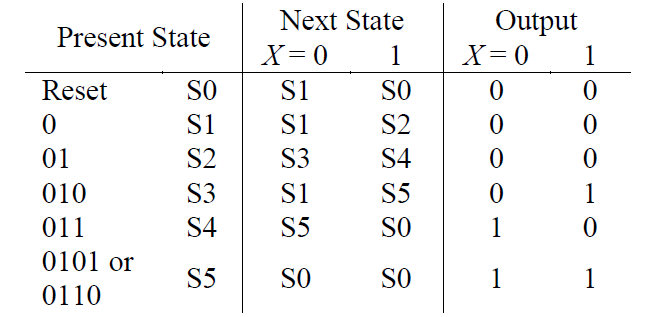 Present State Next State Output
X = 0 1 X = 0 1
Reset S0 S1 S0 0 0
0 S1 S1 S2 0 0
01 S2 S3 S4 0 0
010 S3 S1 S5 0 1
011 S4 S5 S0 1 0
0101 or
0110 S5 S0 S0 1 1